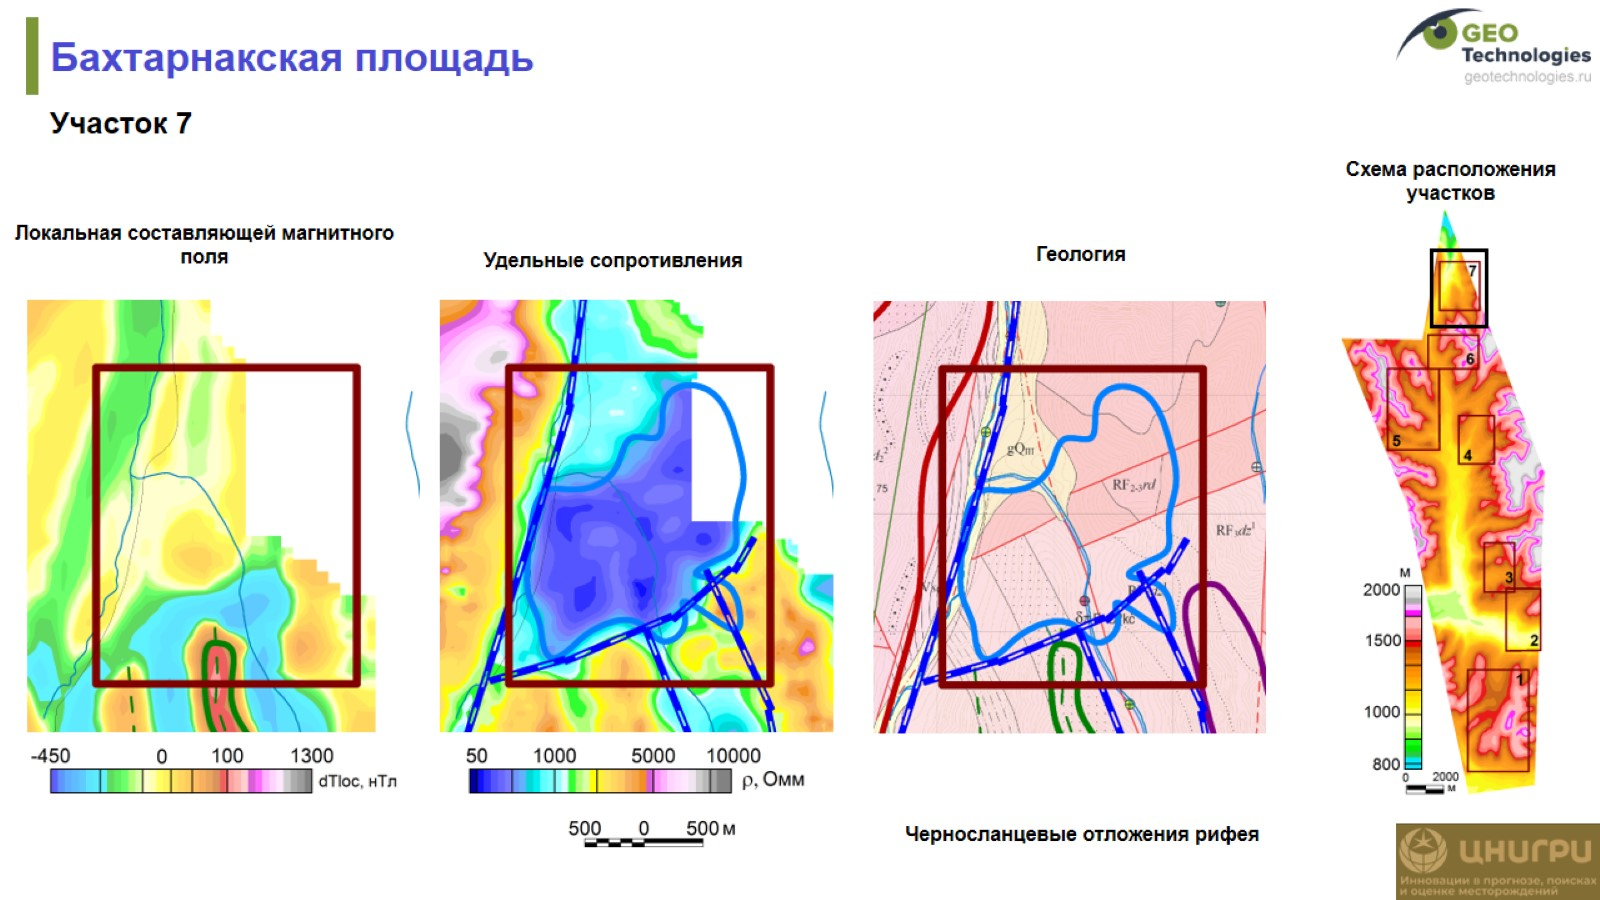 Бахтарнакская площадь
GEO
Technologies
geotechnologies.ru
Участок 7
Схема расположения
участков
Локальная составляющей магнитного
поля
Удельные сопротивления
Геология
gQIII
RF2-3rd
RF3dz1
75
7
6
5
4
3
2
1
м
2000
1500
1000
800
0 2000
м
-450 0 100 1300
dTloc, нТл
50 1000 5000 10000
ρ, Омм
500 0 500 м
Черносланцевые отложения рифея
ЦНИГРИ
Инновации в прогнозе, поисках
и оценке месторождений